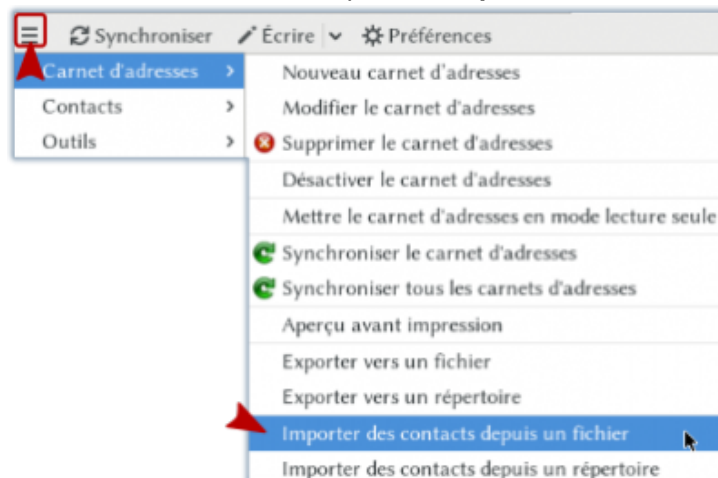 Synchroniser Écrire Préférences
Carnet d'adresses
Contacts
Outils
Nouveau carnet d'adresses
Modifier le carnet d'adresses
Supprimer le carnet d'adresses
Désactiver le carnet d'adresses
Mettre le carnet d'adresses en mode lecture seule
Synchroniser le carnet d'adresses
Synchroniser tous les carnets d'adresses
Aperçu avant impression
Exporter vers un fichier
Exporter vers un répertoire
Importer des contacts depuis un fichier
Importer des contacts depuis un répertoire